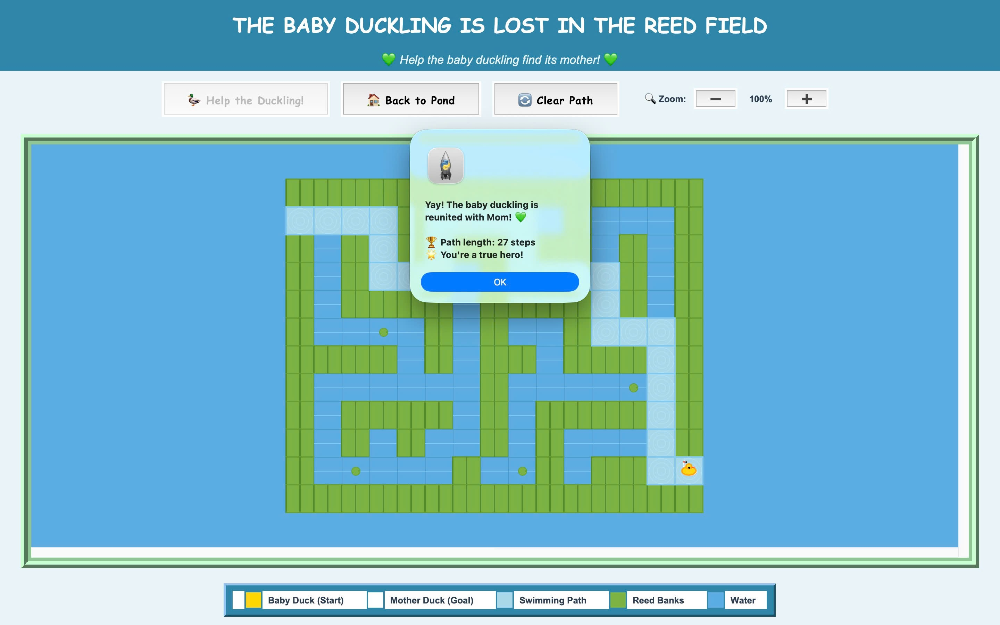 THE BABY DUCKLING IS LOST IN THE REED FIELD
💚 Help the baby duckling find its mother! 💚
🦆 Help the Duckling!
🏠 Back to Pond
🔄 Clear Path
🔍 Zoom:
−
100%
+
Yay! The baby duckling is
reunited with Mom! 💚
🏆 Path length: 27 steps
🌟 You're a true hero!
OK
Baby Duck (Start)
Mother Duck (Goal)
Swimming Path
Reed Banks
Water